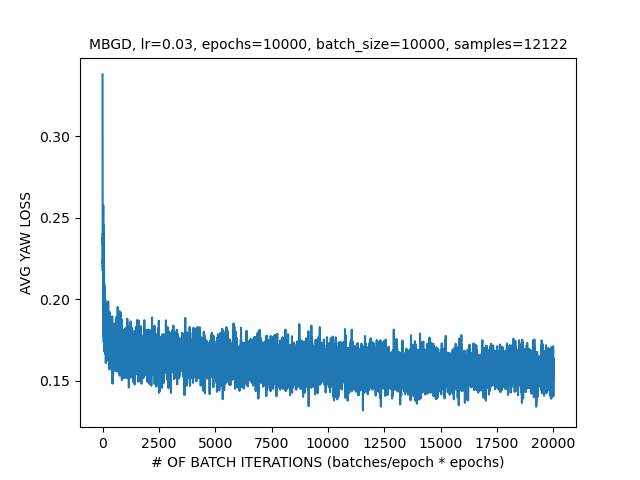 MBGD, lr=0.03, epochs=10000, batch_size=10000, samples=12122
0.30
0.25
0.20
0.15
AVG YAW LOSS
0 2500 5000 7500 10000 12500 15000 17500 20000
# OF BATCH ITERATIONS (batches/epoch * epochs)